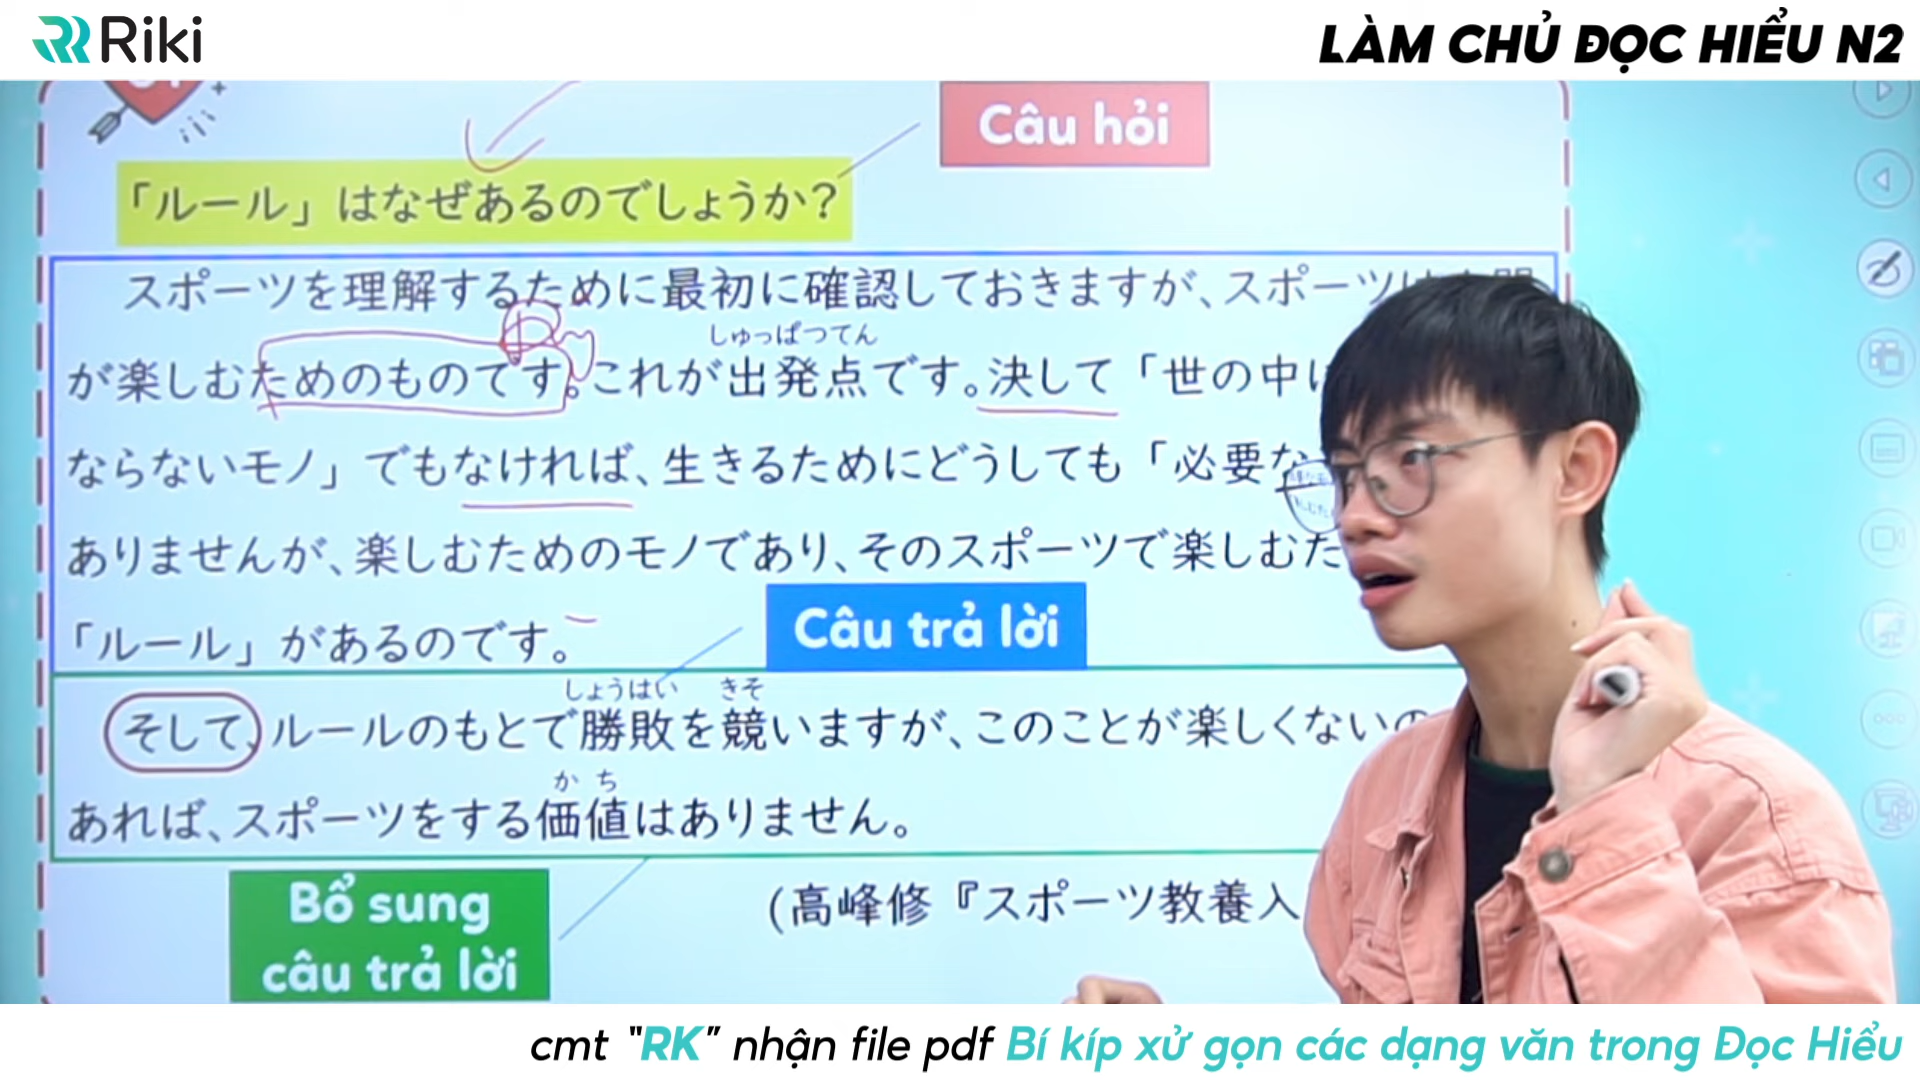 Riki
LÀM CHỦ ĐỌC HIỂU N2
Câu hỏi
「ルール」はなぜあるのでしょうか？
スポーツを理解するために最初に確認しておきますが、スポーツは
しゅっぱつてん
が楽しむためのものです。これが出発点です。決して「世の中に
ならないモノ」でもなければ、生きるためにどうしても「必要な
ありませんが、楽しむためのモノであり、そのスポーツで楽しむた
「ルール」があるのです。
Câu trả lời
しょうはい きそ
そして、ルールのもとで勝敗を競いますが、このことが楽しくないの
かち
あれば、スポーツをする価値はありません。
Bổ sung
câu trả lời
(高峰修『スポーツ教養入
cmt "RK" nhận file pdf Bí kíp xử gọn các dạng văn trong Đọc Hiểu